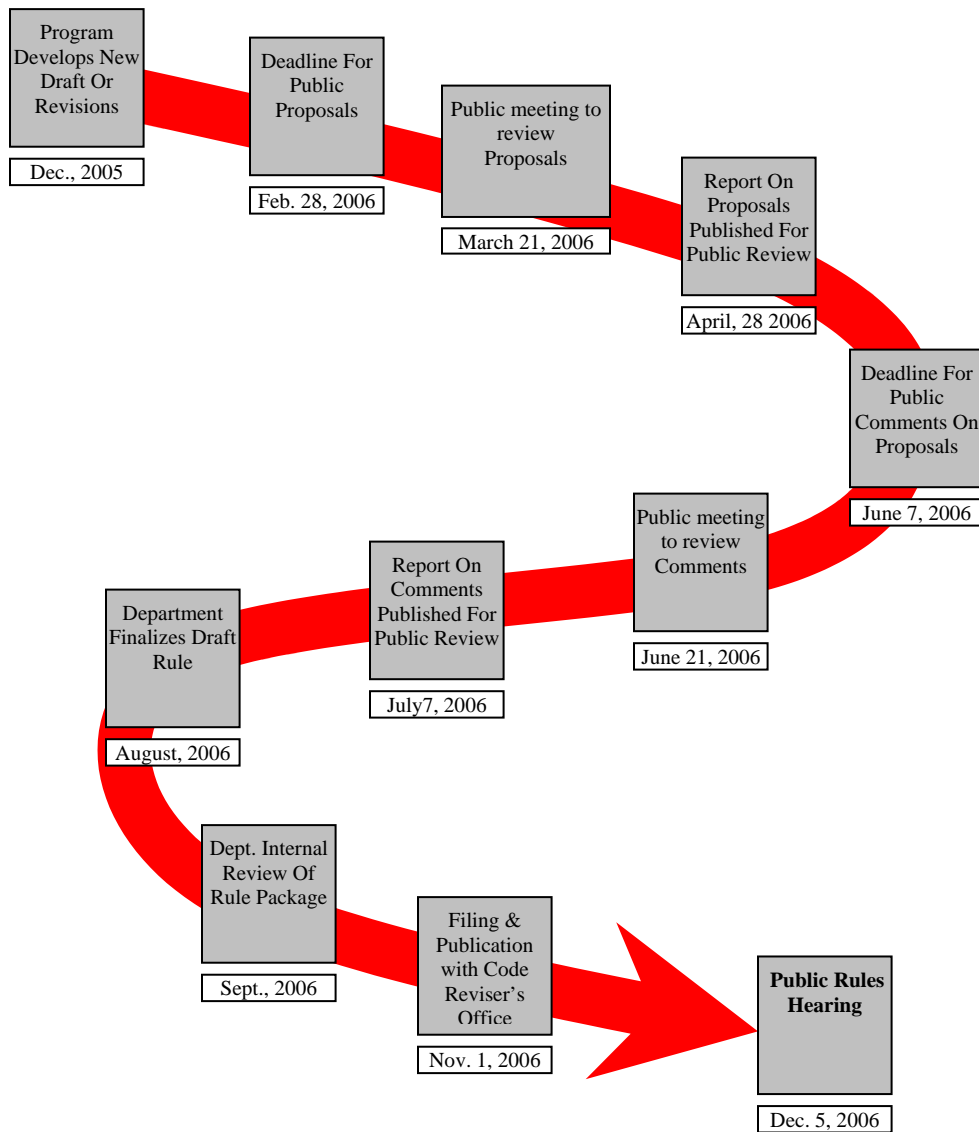 Program
Develops New
Draft Or
Revisions
Dec., 2005
Deadline For
Public
Proposals
Feb. 28, 2006
Public meeting to
review
Proposals
March 21, 2006
Report On
Proposals
Published For
Public Review
April, 28 2006
Deadline For
Public
Comments On
Proposals
June 7, 2006
Public meeting
to review
Comments
June 21, 2006
Report On
Comments
Published For
Public Review
July7, 2006
Department
Finalizes Draft
Rule
August, 2006
Dept. Internal
Review Of
Rule Package
Sept., 2006
Filing &
Publication
with Code
Reviser’s
Office
Nov. 1, 2006
Public Rules
Hearing
Dec. 5, 2006